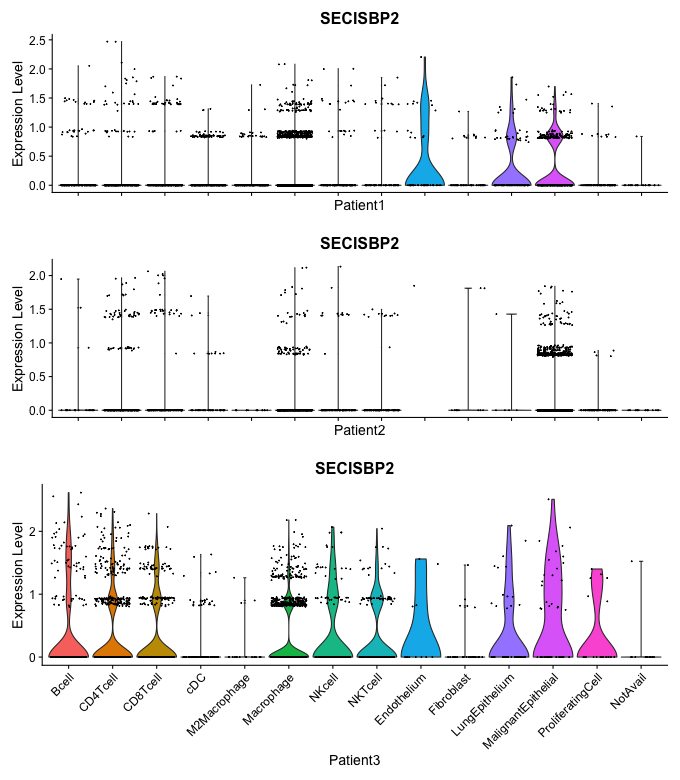 SECISBP2
Expression Level
2.5
2.0
1.5
1.0
0.5
0.0
Patient1
SECISBP2
Expression Level
2.0
1.5
1.0
0.5
0.0
Patient2
SECISBP2
Expression Level
2
1
0
Bcell
CD4Tcell
CD8Tcell
cDC
M2Macrophage
Macrophage
NKcell
NKTcell
Endothelium
Fibroblast
LungEpithelium
MalignantEpithelial
ProliferatingCell
NotAvail
Patient3